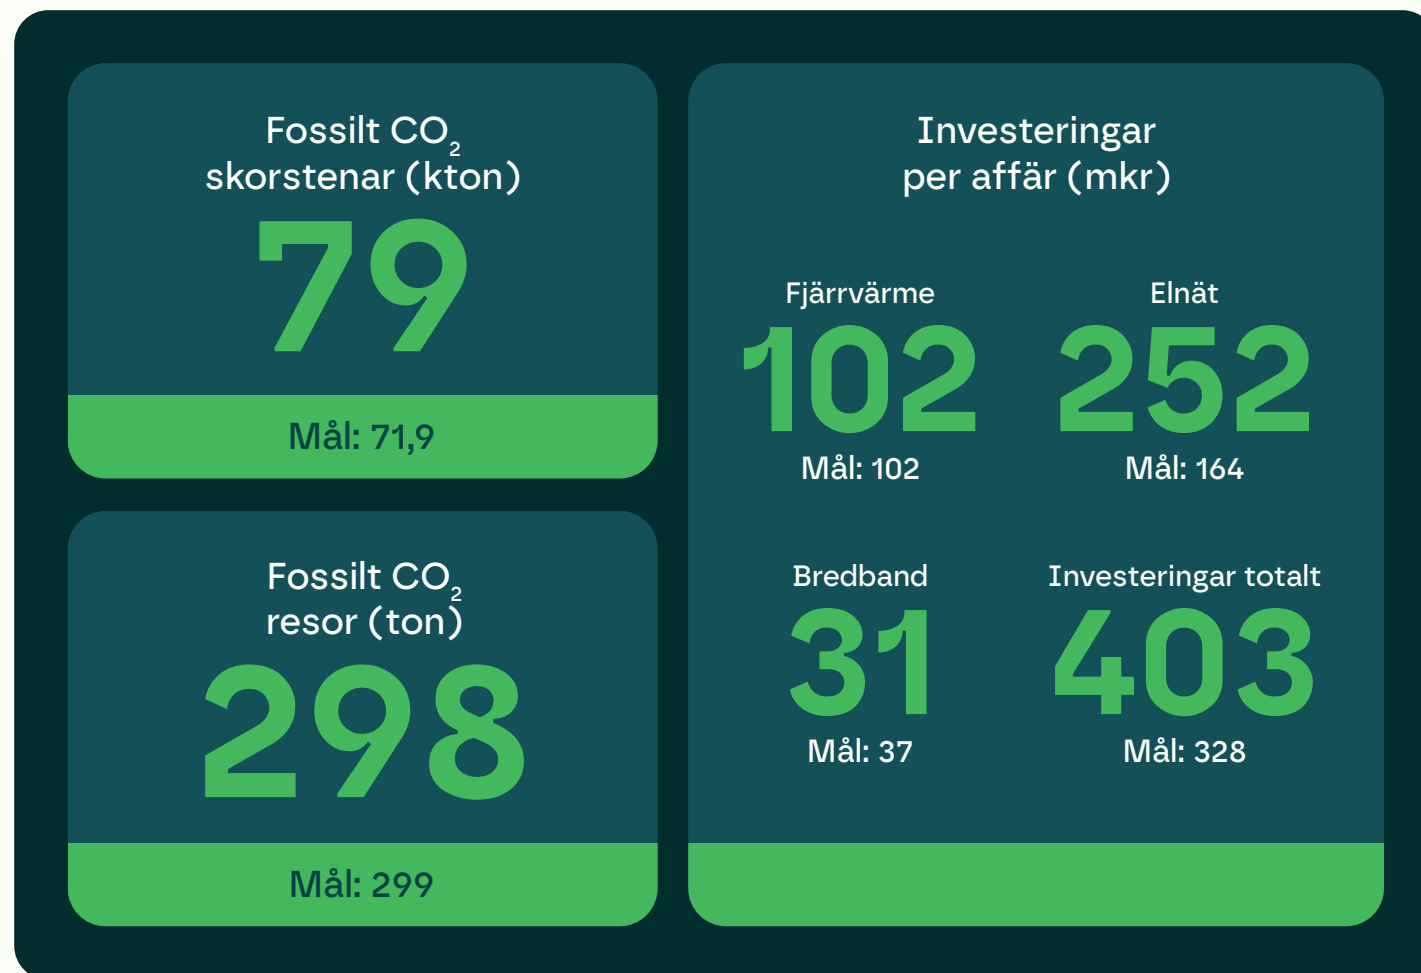 Fossilt CO₂
skorstenar (kton)
79
Mål: 71,9
Fossilt CO₂
resor (ton)
298
Mål: 299
Investeringar
per affär (mkr)
Fjärrvärme
102
Mål: 102
Elnät
252
Mål: 164
Bredband
31
Mål: 37
Investeringar totalt
403
Mål: 328